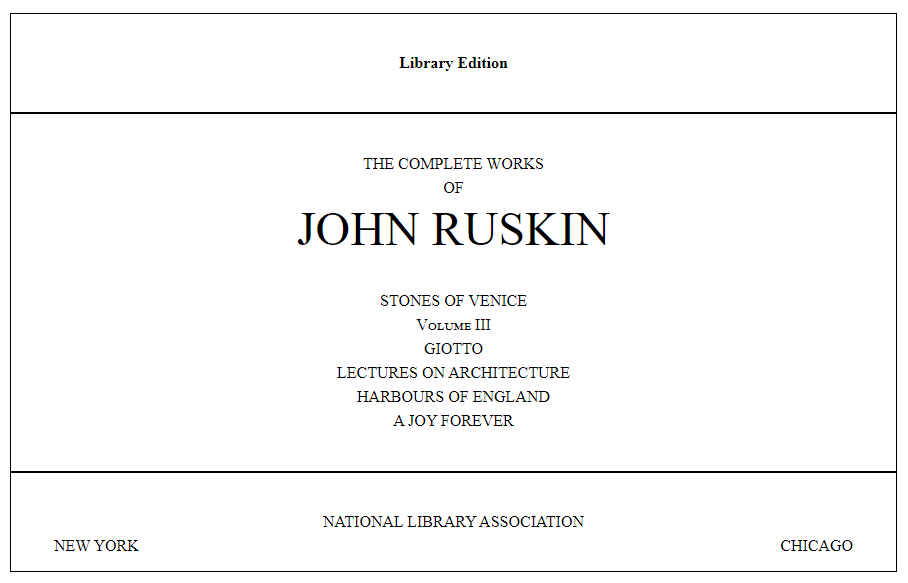 Library Edition
THE COMPLETE WORKS
OF
JOHN RUSKIN
STONES OF VENICE
Volume III
GIOTTO
LECTURES ON ARCHITECTURE
HARBOURS OF ENGLAND
A JOY FOREVER
NATIONAL LIBRARY ASSOCIATION
NEW YORK CHICAGO